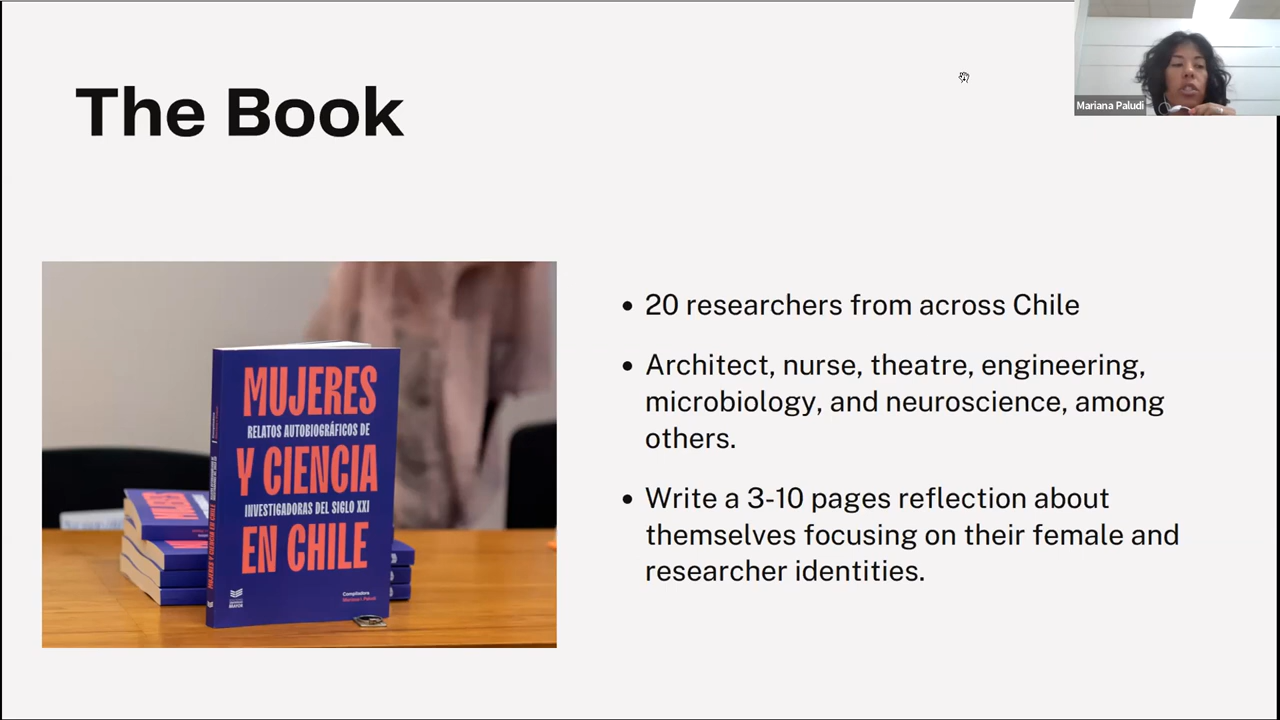 The Book
Mariana Paludi
MUJERES
RELATOS AUTOBIOGRÁFICOS DE
Y CIENCIA
INVESTIGADORAS DEL SIGLO XXI
EN CHILE
Compiladora
Mariana I. Paludi
MAYOR
• 20 researchers from across Chile
• Architect, nurse, theatre, engineering,
microbiology, and neuroscience, among
others.
• Write a 3-10 pages reflection about
themselves focusing on their female and
researcher identities.